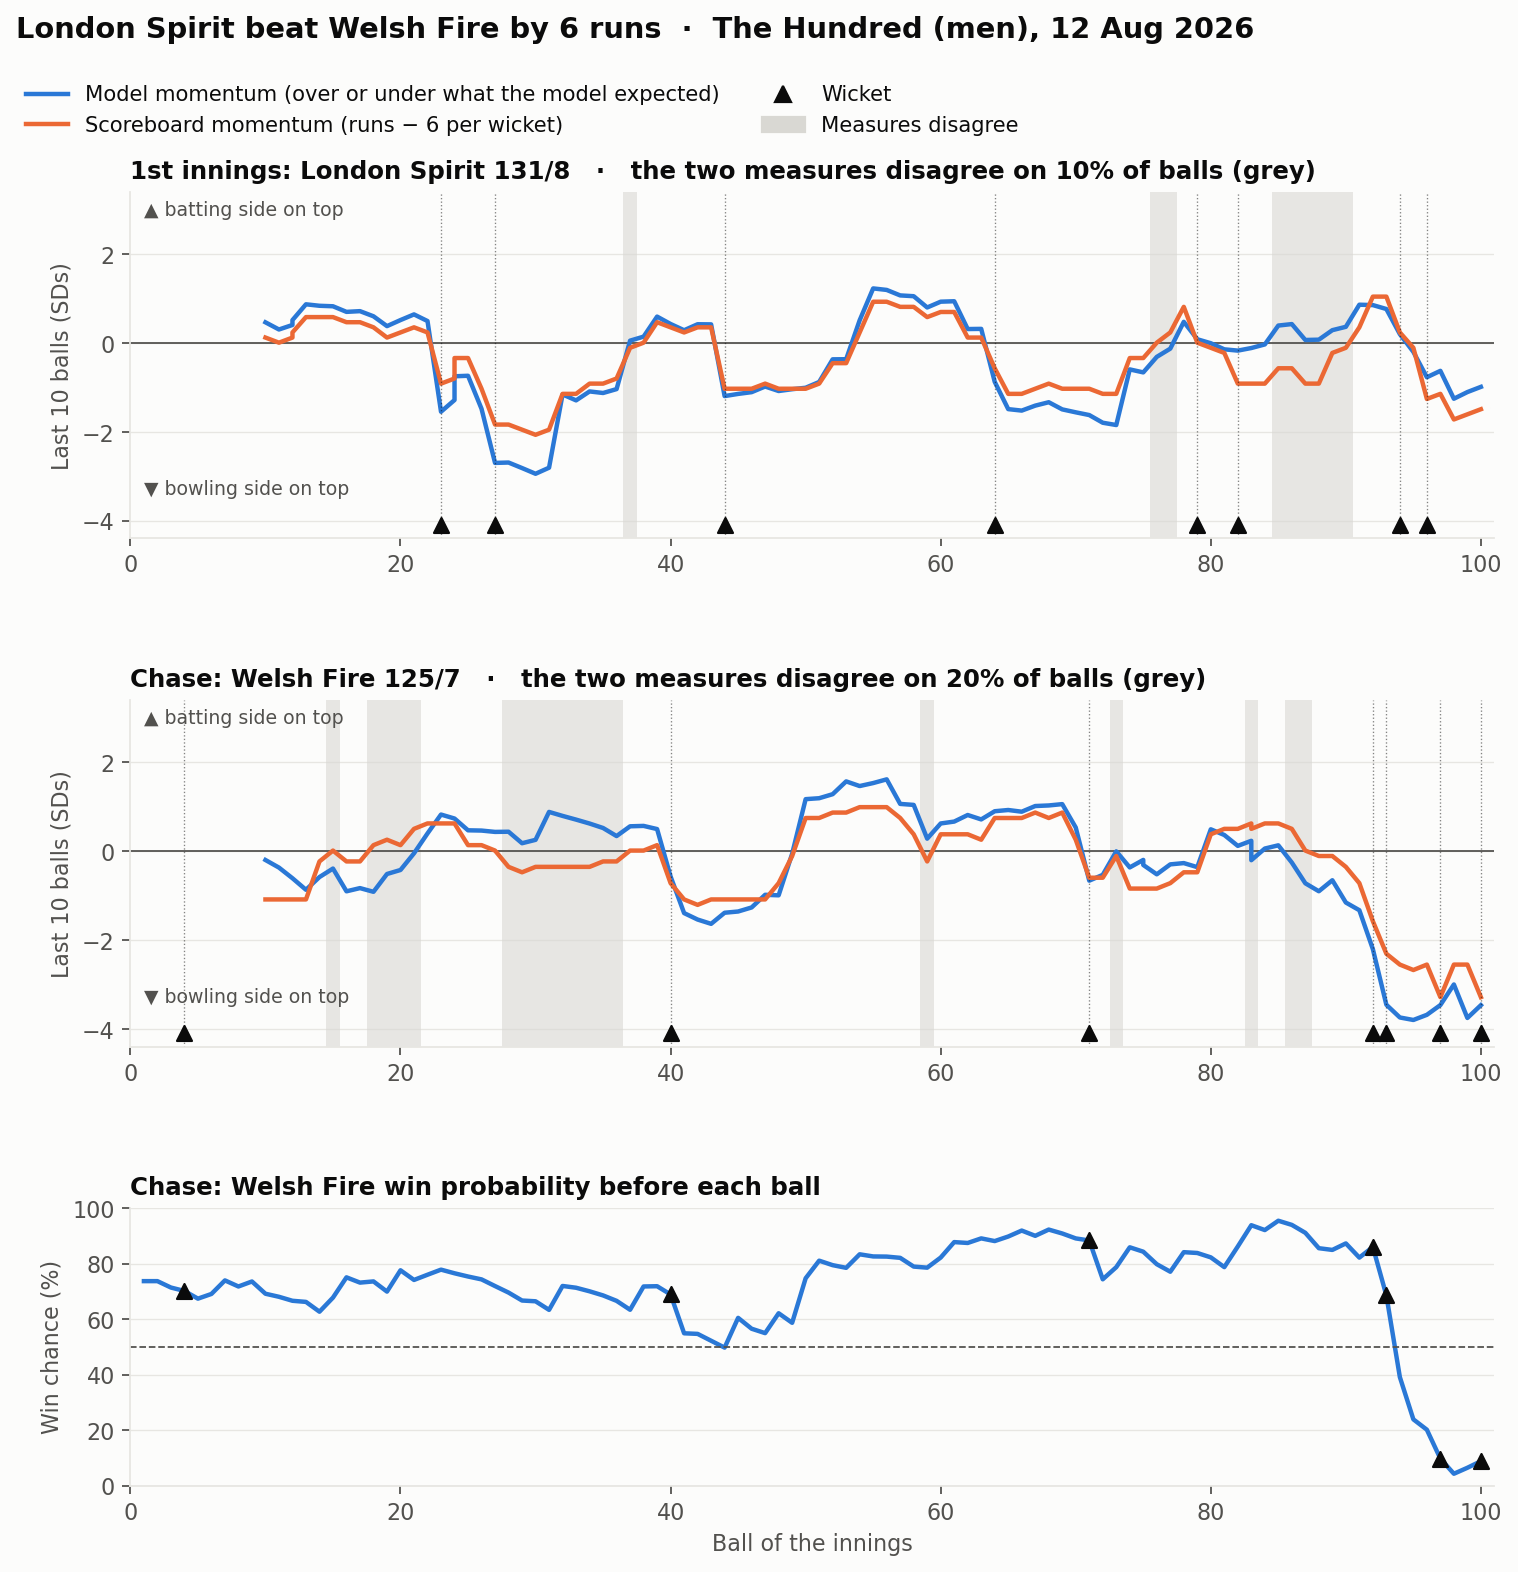 London Spirit beat Welsh Fire by 6 runs · The Hundred (men), 12 Aug 2026
Model momentum (over or under what the model expected)
Scoreboard momentum (runs − 6 per wicket)
▲ Wicket
Measures disagree
1st innings: London Spirit 131/8 · the two measures disagree on 10% of balls (grey)
▲ batting side on top
Last 10 balls (SDs)
2
0
−2
−4
▼ bowling side on top
0 20 40 60 80 100
Chase: Welsh Fire 125/7 · the two measures disagree on 20% of balls (grey)
▲ batting side on top
Last 10 balls (SDs)
2
0
−2
−4
▼ bowling side on top
0 20 40 60 80 100
Chase: Welsh Fire win probability before each ball
Win chance (%)
100
80
60
40
20
0
0 20 40 60 80 100
Ball of the innings